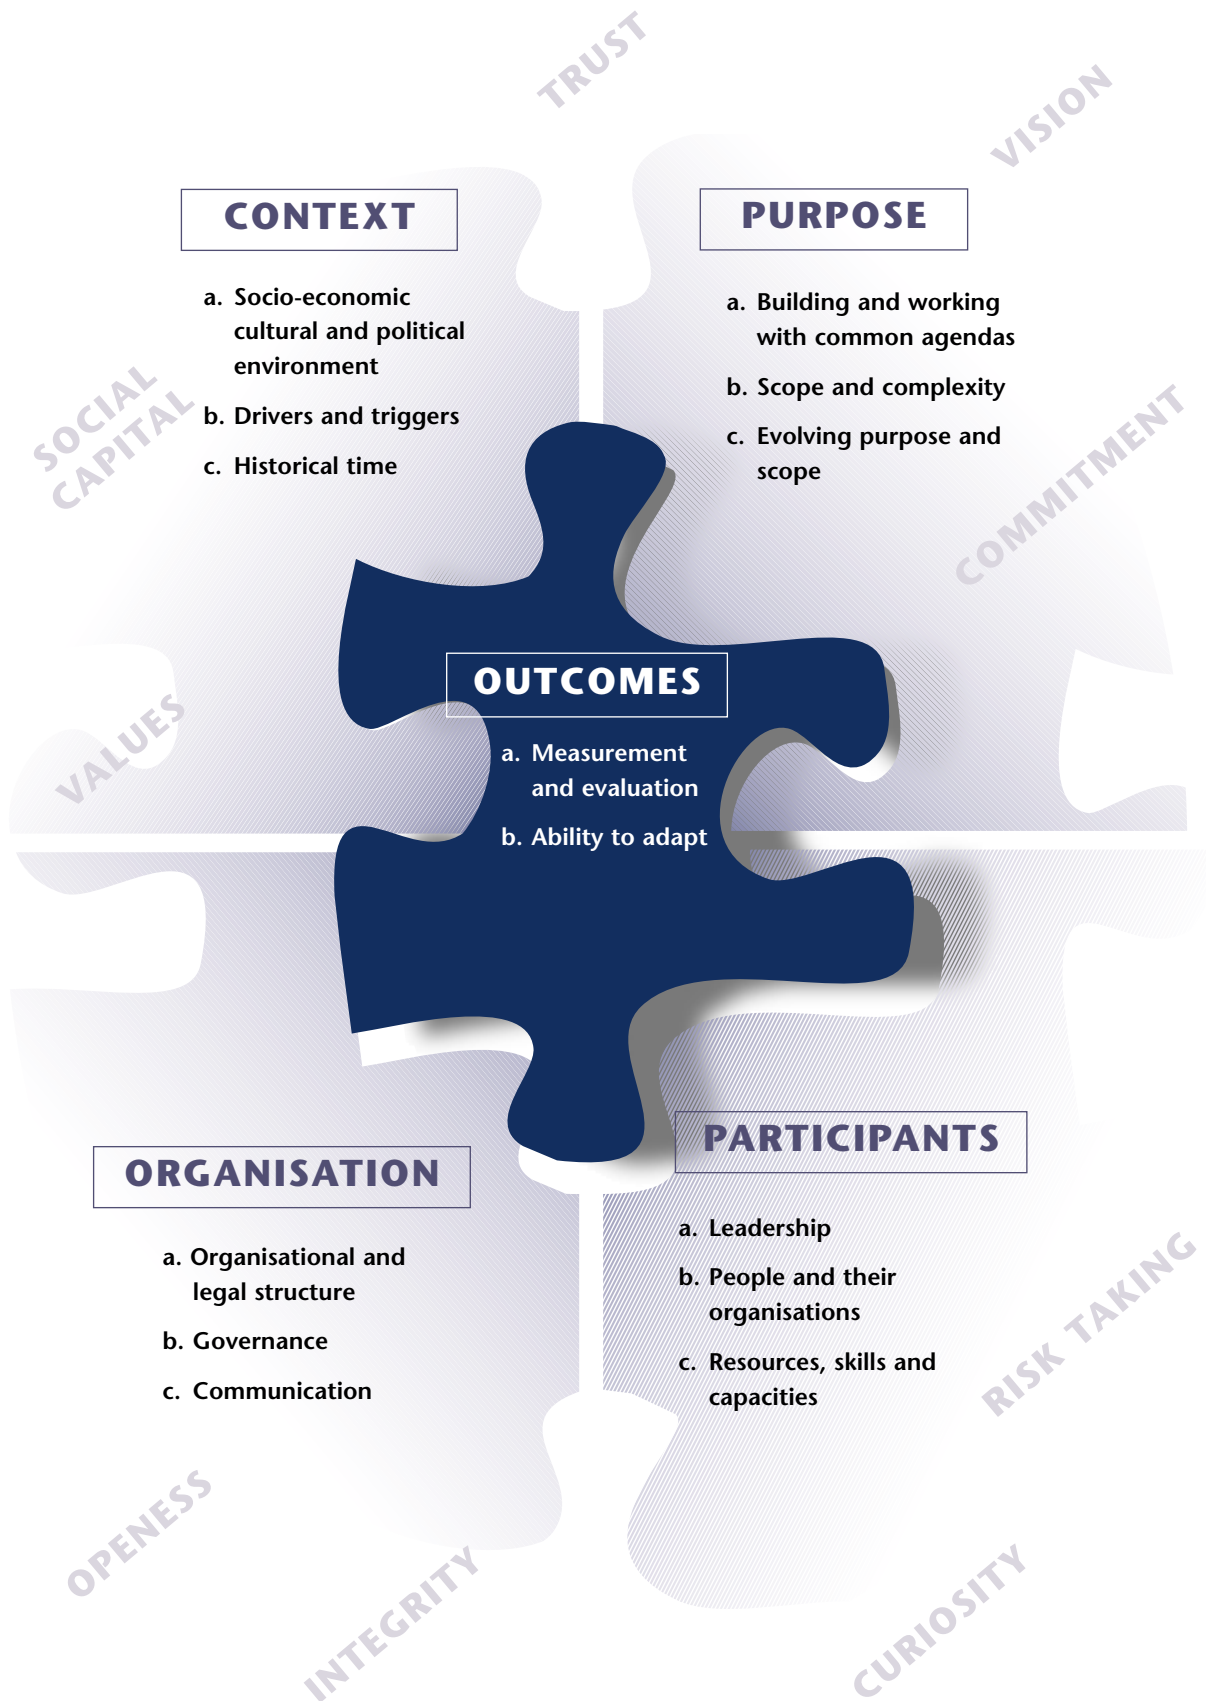 TRUST
VISION
CONTEXT
a. Socio-economic
cultural and political
environment
b. Drivers and triggers
c. Historical time
PURPOSE
a. Building and working
with common agendas
b. Scope and complexity
c. Evolving purpose and
scope
SOCIAL
CAPITAL
COMMITMENT
VALUES
OUTCOMES
a. Measurement
and evaluation
b. Ability to adapt
ORGANISATION
a. Organisational and
legal structure
b. Governance
c. Communication
PARTICIPANTS
a. Leadership
b. People and their
organisations
c. Resources, skills and
capacities
RISK TAKING
OPENESS
INTEGRITY
CURIOSITY